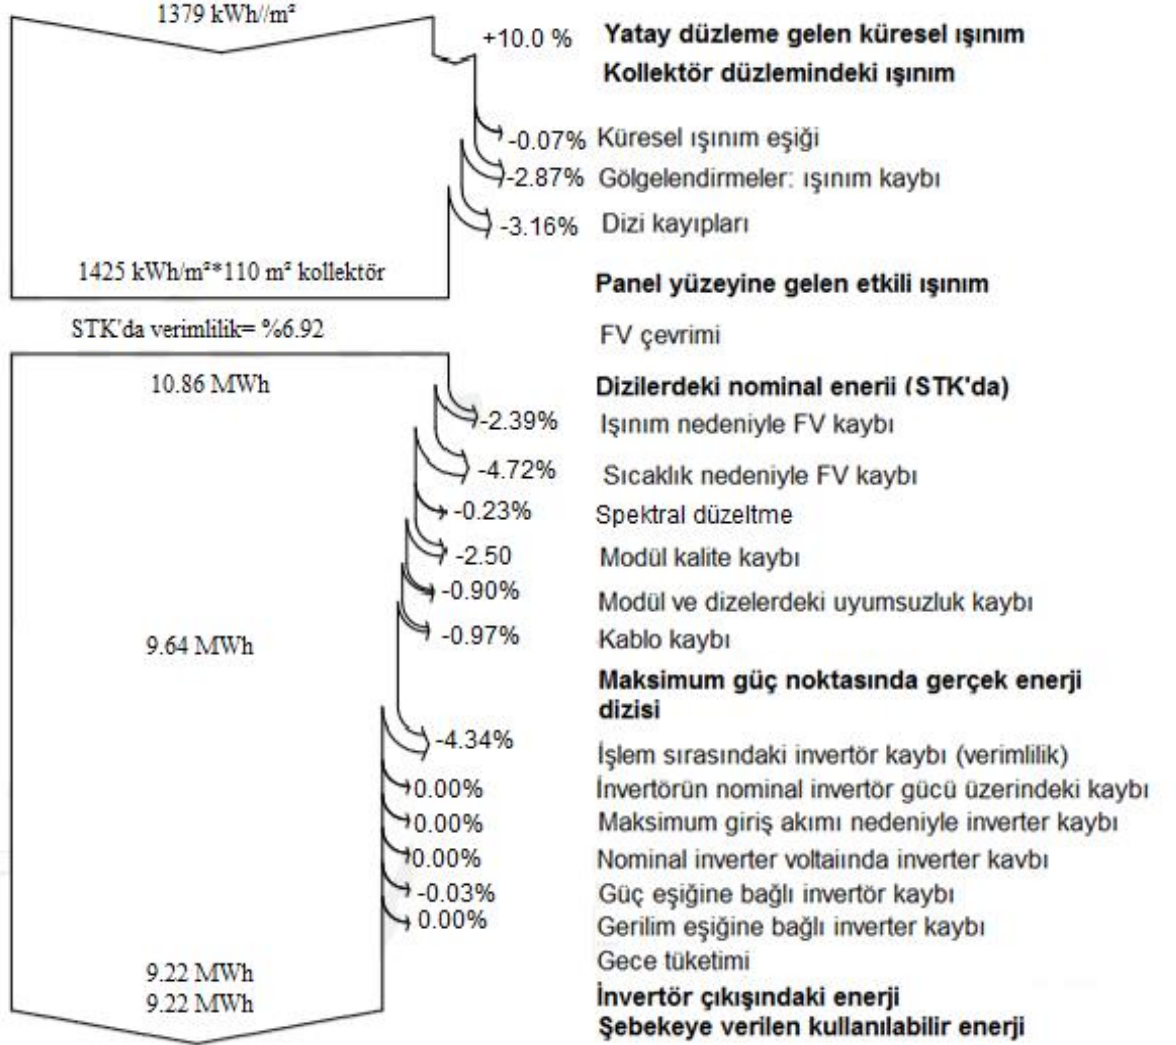 1379 kWh//m²
+10.0 % Yatay düzleme gelen küresel ışınım
Kollektör düzlemindeki ışınım
-0.07% Küresel ışınım eşiği
-2.87% Gölgelendirmeler: ışınım kaybı
-3.16% Dizi kayıpları
1425 kWh/m²*110 m² kollektör
Panel yüzeyine gelen etkili ışınım
STK'da verimlilik= %6.92
FV çevrimi
10.86 MWh Dizilerdeki nominal enerii (STK'da)
-2.39% Işınım nedeniyle FV kaybı
-4.72% Sıcaklık nedeniyle FV kaybı
-0.23% Spektral düzeltme
-2.50 Modül kalite kaybı
-0.90% Modül ve dizelerdeki uyumsuzluk kaybı
-0.97% Kablo kaybı
9.64 MWh
Maksimum güç noktasında gerçek enerji
dizisi
-4.34% İşlem sırasındaki invertör kaybı (verimlilik)
0.00% İnvertörün nominal invertör gücü üzerindeki kaybı
0.00% Maksimum giriş akımı nedeniyle inverter kaybı
0.00% Nominal inverter voltaiında inverter kavbı
-0.03% Güç eşiğine bağlı invertör kaybı
0.00% Gerilim eşiğine bağlı inverter kaybı
Gece tüketimi
9.22 MWh İnvertör çıkışındaki enerji
9.22 MWh Şebekeye verilen kullanılabilir enerji